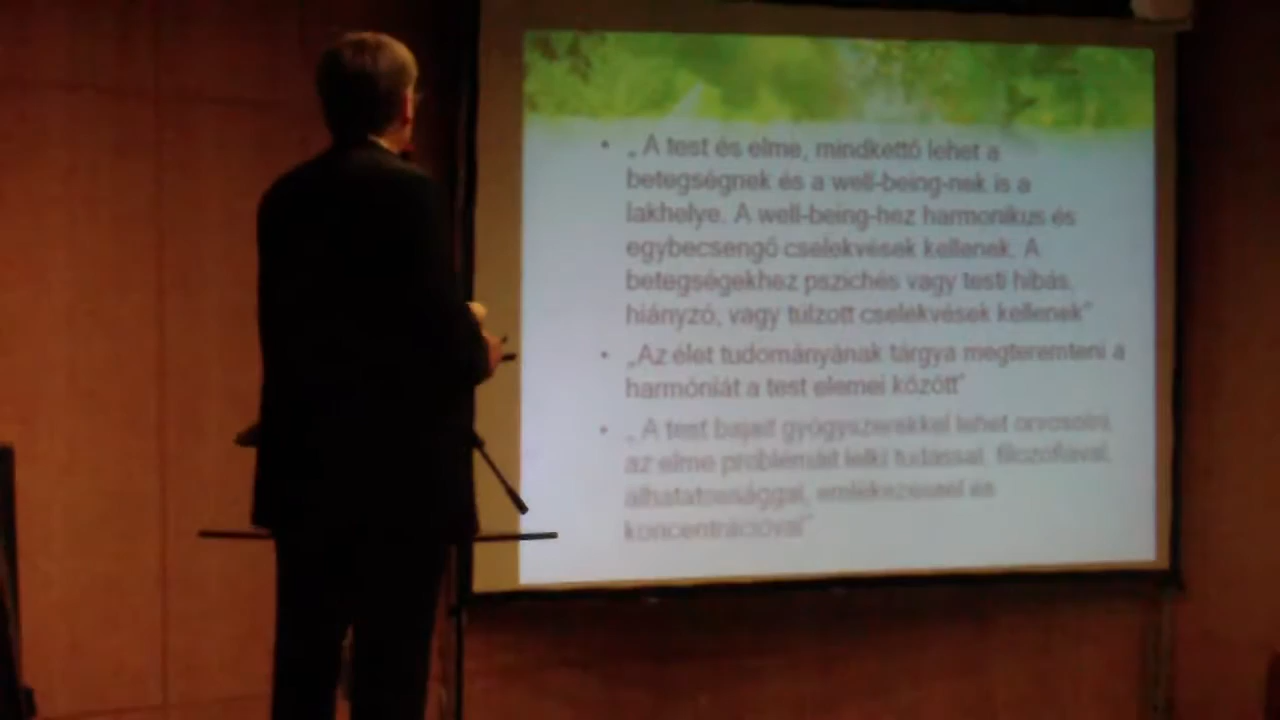 • „ A test és elme, mindkettő lehet a
betegségnek és a well-being-nek is a
lakhelye. A well-being-hez harmonikus és
egybecsengő cselekvések kellenek. A
betegségekhez pszichés vagy testi hibás,
hiányzó, vagy túlzott cselekvések kellenek”
• „Az élet tudományának tárgya megteremteni a
harmóniát a test elemei között”
• „ A test bajait gyógyszerekkel lehet orvosolni,
az elme problémáit lelki tudással, filozófiával,
álhatatossággal, emlékezéssel és
koncentrációval”